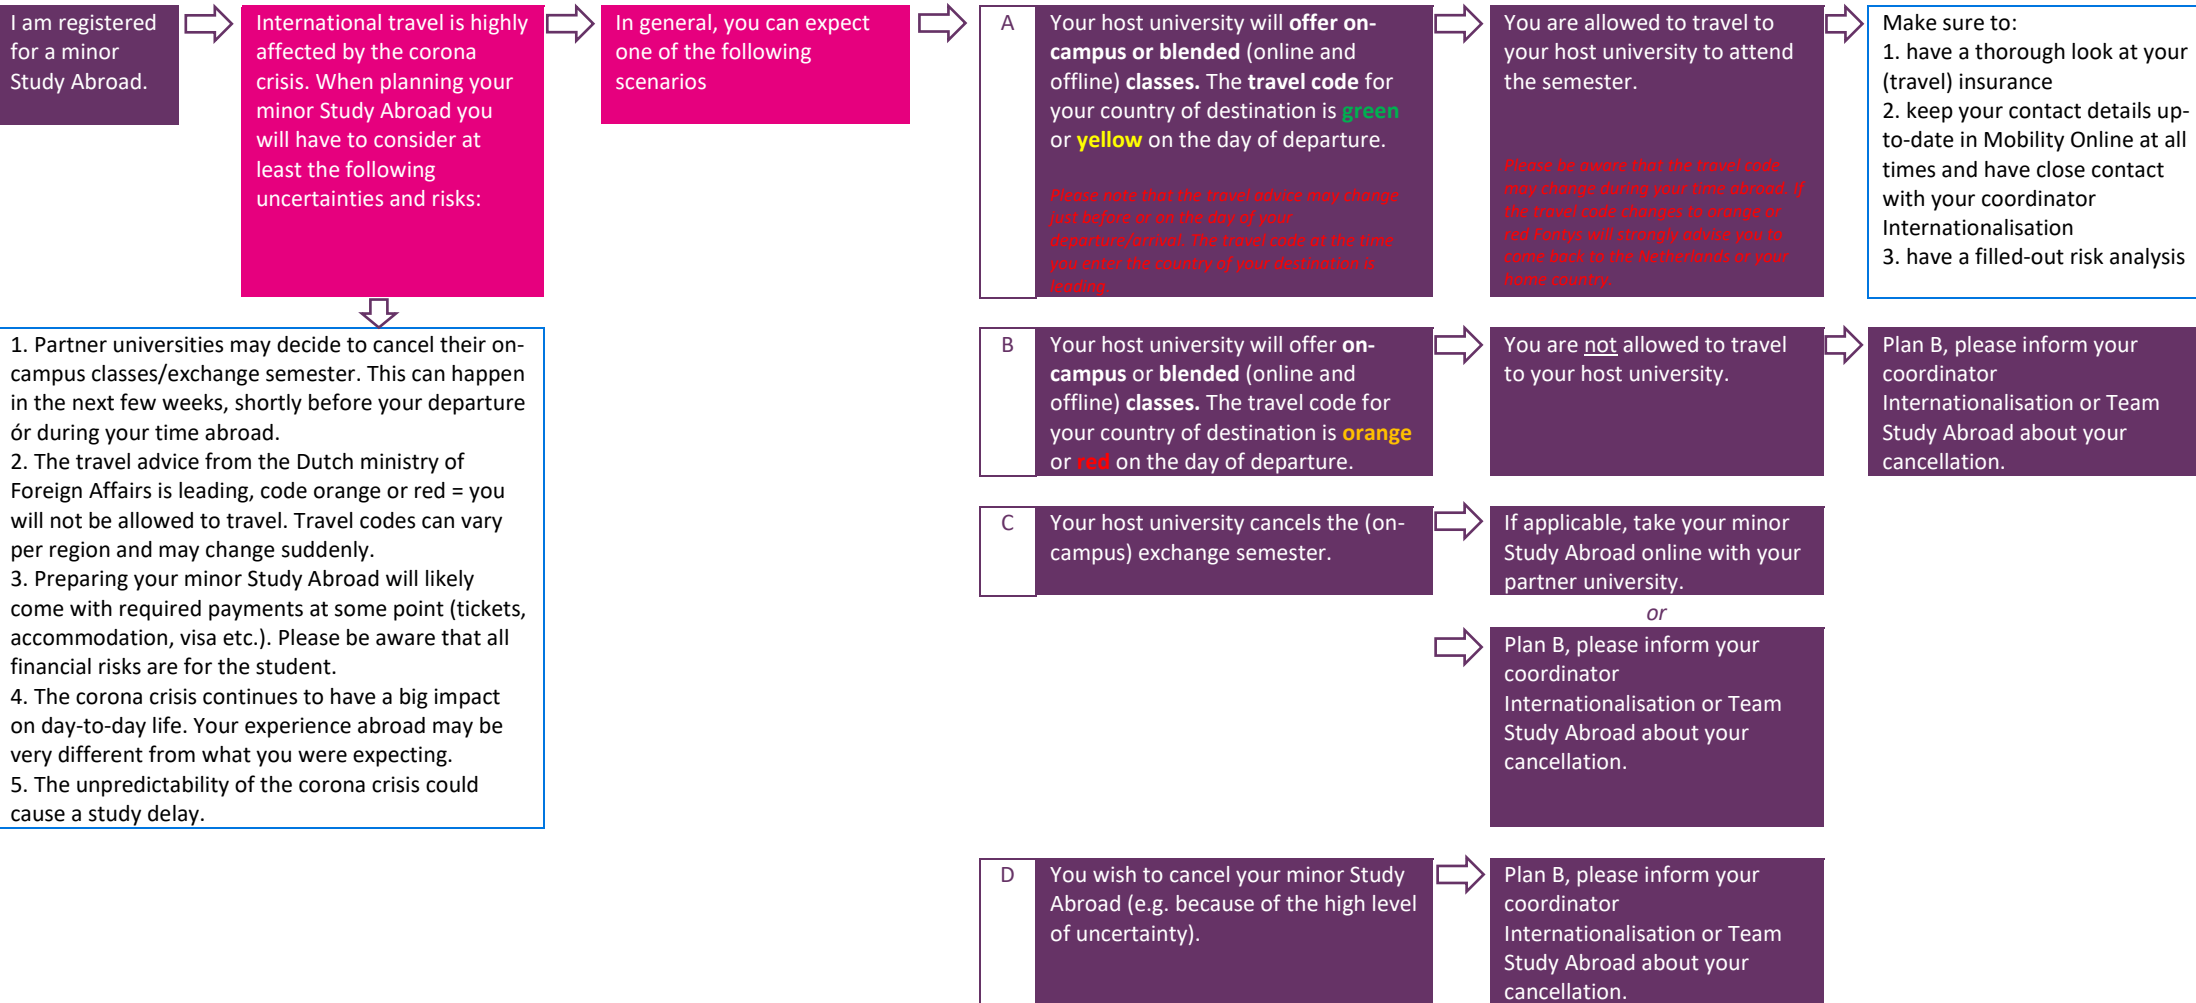 I am registered
for a minor
Study Abroad.
International travel is highly
affected by the corona
crisis. When planning your
minor Study Abroad you
will have to consider at
least the following
uncertainties and risks:
1. Partner universities may decide to cancel their on-
campus classes/exchange semester. This can happen
in the next few weeks, shortly before your departure
ór during your time abroad.
2. The travel advice from the Dutch ministry of
Foreign Affairs is leading, code orange or red = you
will not be allowed to travel. Travel codes can vary
per region and may change suddenly.
3. Preparing your minor Study Abroad will likely
come with required payments at some point (tickets,
accommodation, visa etc.). Please be aware that all
financial risks are for the student.
4. The corona crisis continues to have a big impact
on day-to-day life. Your experience abroad may be
very different from what you were expecting.
5. The unpredictability of the corona crisis could
cause a study delay.
In general, you can expect
one of the following
scenarios
A
Your host university will offer on-
campus or blended (online and
offline) classes. The travel code for
your country of destination is green
or yellow on the day of departure.
Please note that the travel advice may change
just before or on the day of your
departure/arrival. The travel code at the time
you enter the country of your destination is
leading.
You are allowed to travel to
your host university to attend
the semester.
Please be aware that the travel code
may change during your time abroad. If
the travel code changes to orange or
red Fontys will strongly advise you to
come back to the Netherlands or your
home country.
Make sure to:
1. have a thorough look at your
(travel) insurance
2. keep your contact details up-
to-date in Mobility Online at all
times and have close contact
with your coordinator
Internationalisation
3. have a filled-out risk analysis
B
Your host university will offer on-
campus or blended (online and
offline) classes. The travel code for
your country of destination is orange
or red on the day of departure.
You are not allowed to travel
to your host university.
Plan B, please inform your
coordinator
Internationalisation or Team
Study Abroad about your
cancellation.
C
Your host university cancels the (on-
campus) exchange semester.
If applicable, take your minor
Study Abroad online with your
partner university.
or
Plan B, please inform your
coordinator
Internationalisation or Team
Study Abroad about your
cancellation.
D
You wish to cancel your minor Study
Abroad (e.g. because of the high level
of uncertainty).
Plan B, please inform your
coordinator
Internationalisation or Team
Study Abroad about your
cancellation.